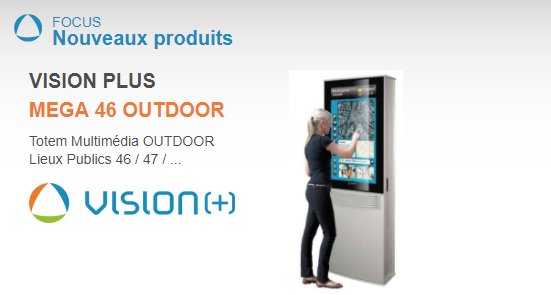 FOCUS
Nouveaux produits
VISION PLUS
MEGA 46 OUTDOOR
Totem Multimédia OUTDOOR
Lieux Publics 46 / 47 / ...
VISION(+)